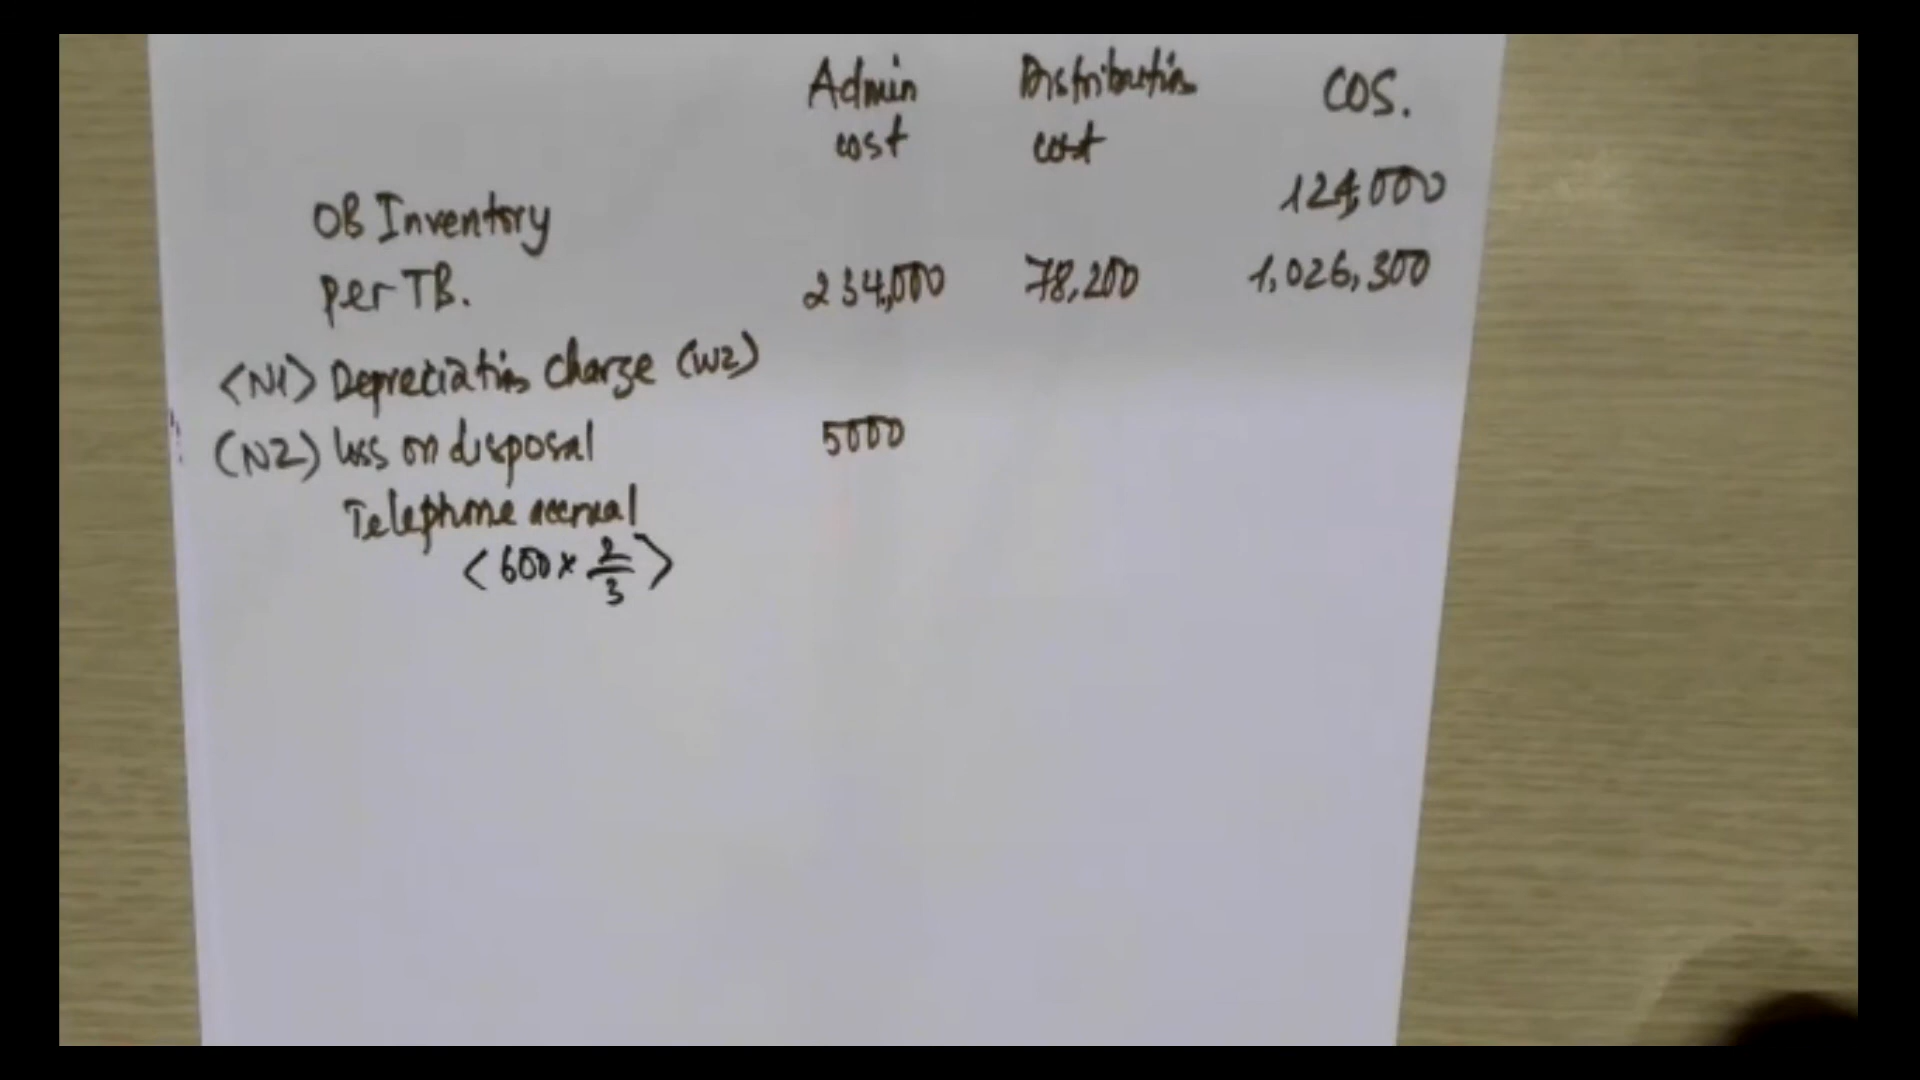 Admin Distribution COS.
cost cost
OB Inventory 124,000
per TB. 234,000 78,200 1,026,300
<N1> Depreciation charge (W2)
(N2) loss on disposal 5000
Telephone accrual
<600 × 2/3>